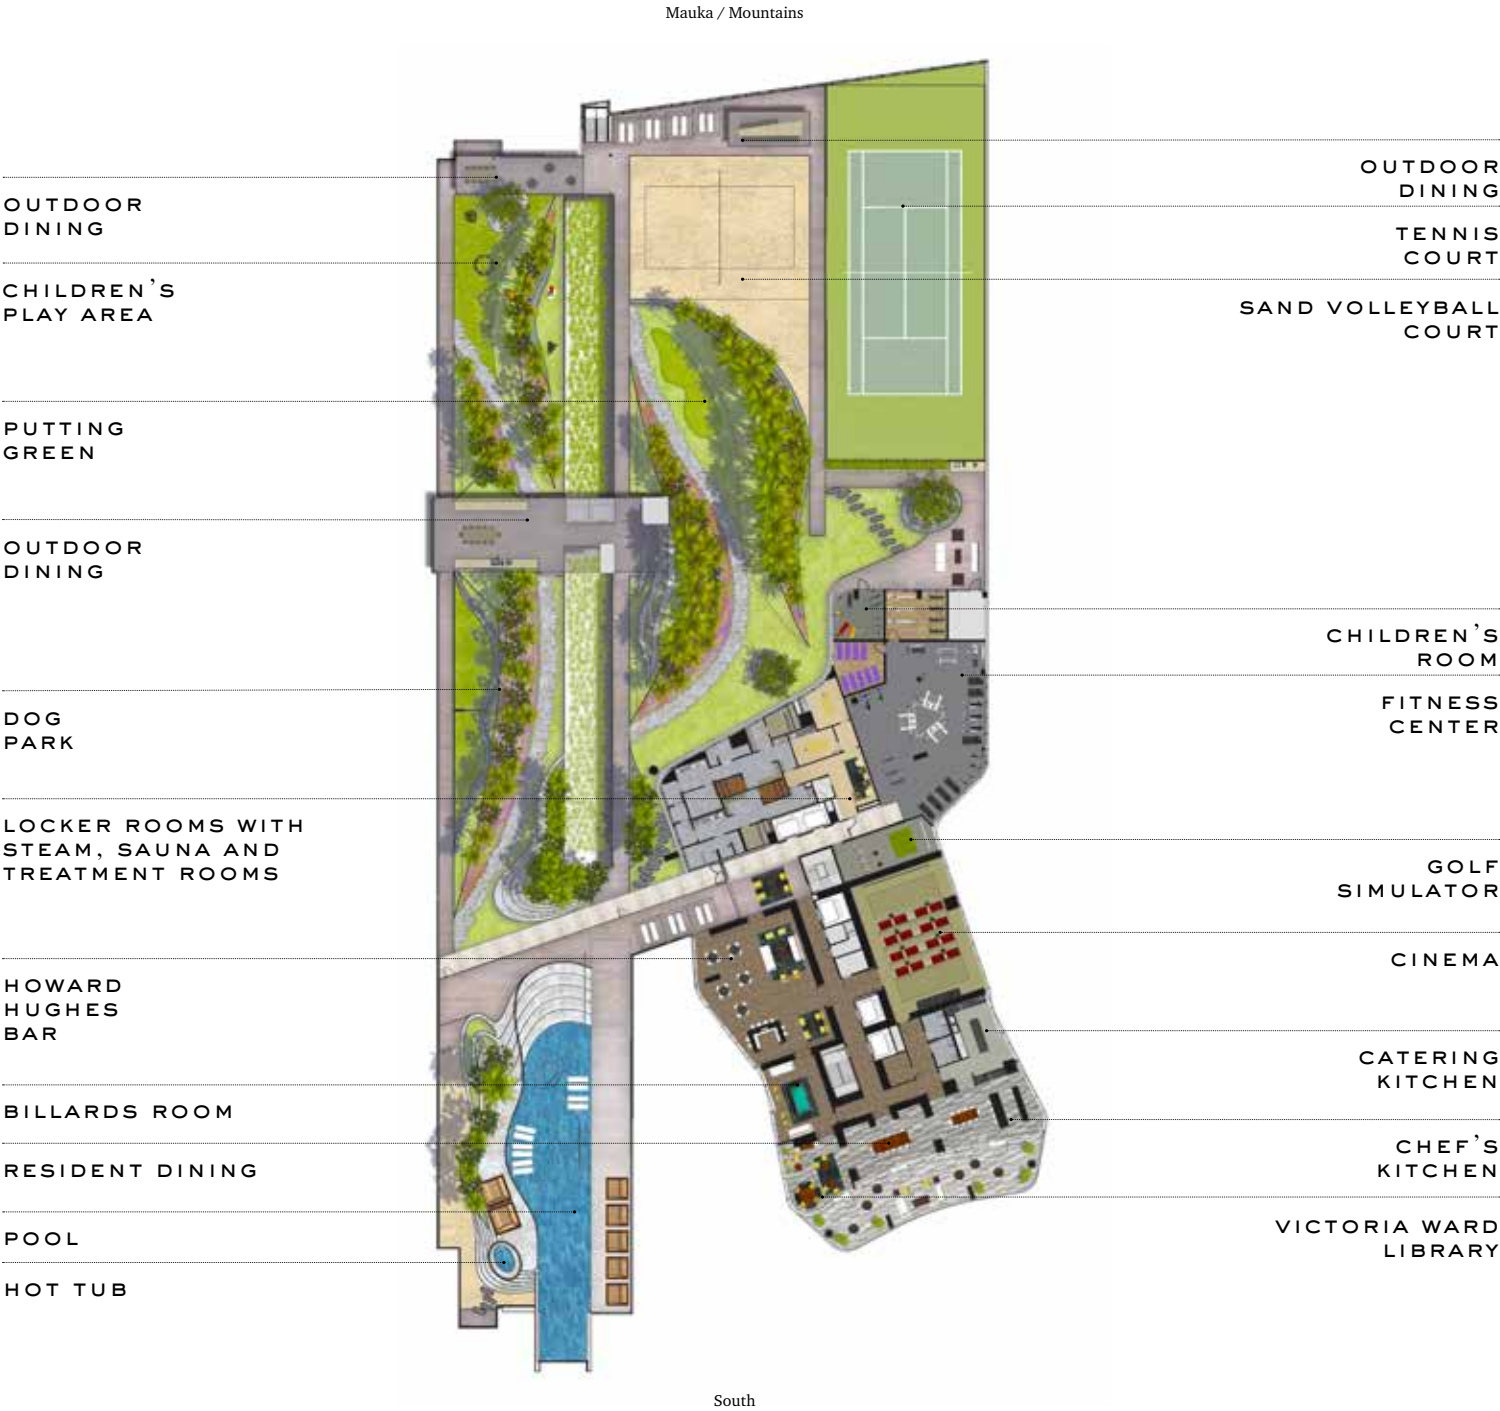 Mauka / Mountains
OUTDOOR
DINING
CHILDREN'S
PLAY AREA
PUTTING
GREEN
OUTDOOR
DINING
DOG
PARK
LOCKER ROOMS WITH
STEAM, SAUNA AND
TREATMENT ROOMS
HOWARD
HUGHES
BAR
BILLARDS ROOM
RESIDENT DINING
POOL
HOT TUB
OUTDOOR
DINING
TENNIS
COURT
SAND VOLLEYBALL
COURT
CHILDREN'S
ROOM
FITNESS
CENTER
GOLF
SIMULATOR
CINEMA
CATERING
KITCHEN
CHEF'S
KITCHEN
VICTORIA WARD
LIBRARY
South